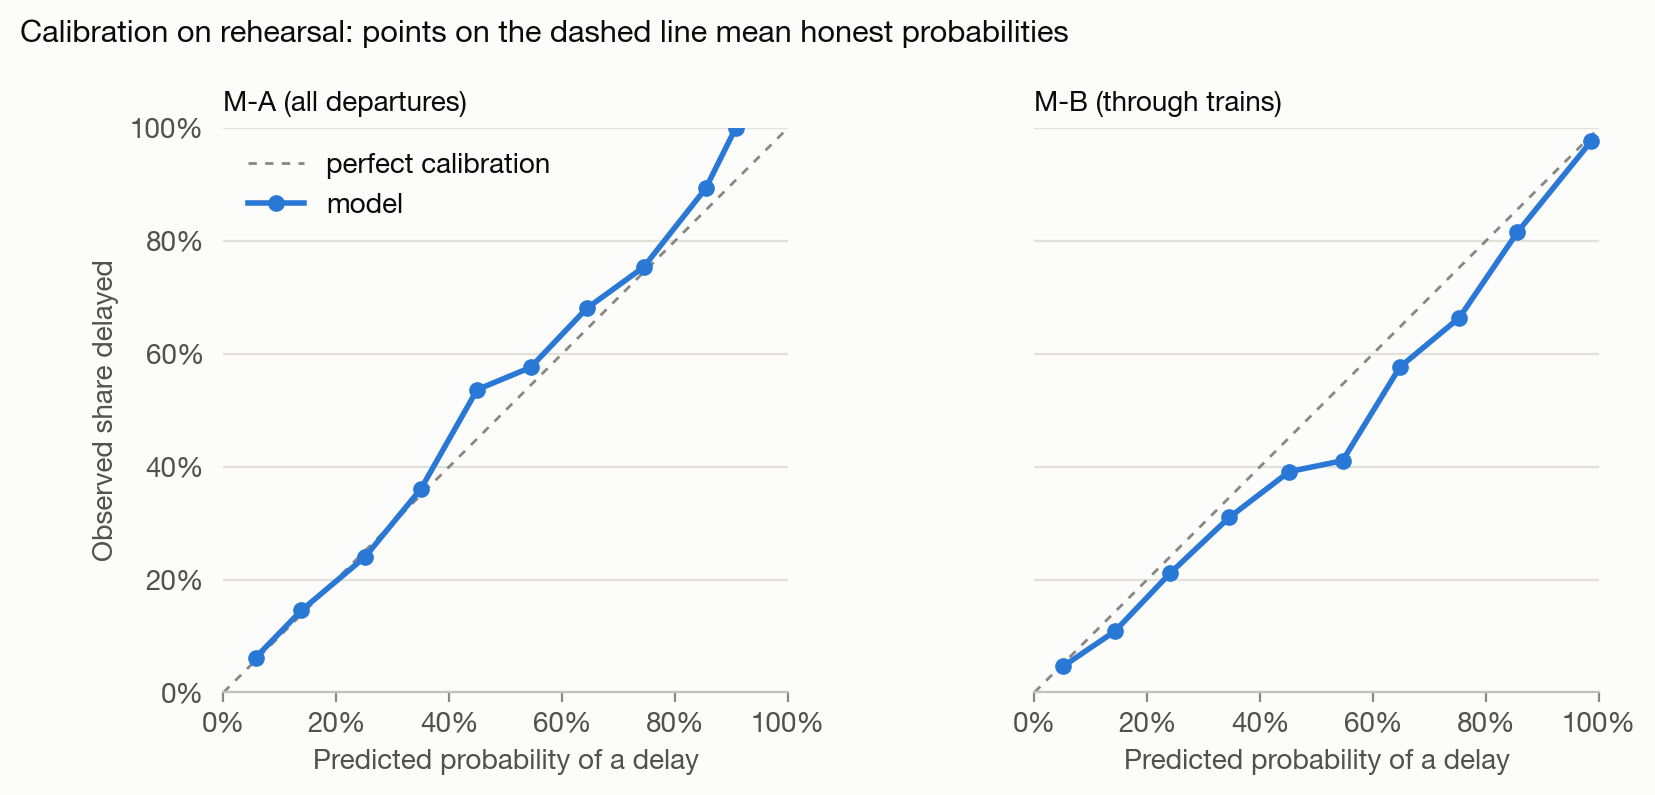 Calibration on rehearsal: points on the dashed line mean honest probabilities
M-A (all departures)
100%
80%
60%
40%
20%
0%
Observed share delayed
perfect calibration
model
0% 20% 40% 60% 80% 100%
Predicted probability of a delay
M-B (through trains)
0% 20% 40% 60% 80% 100%
Predicted probability of a delay